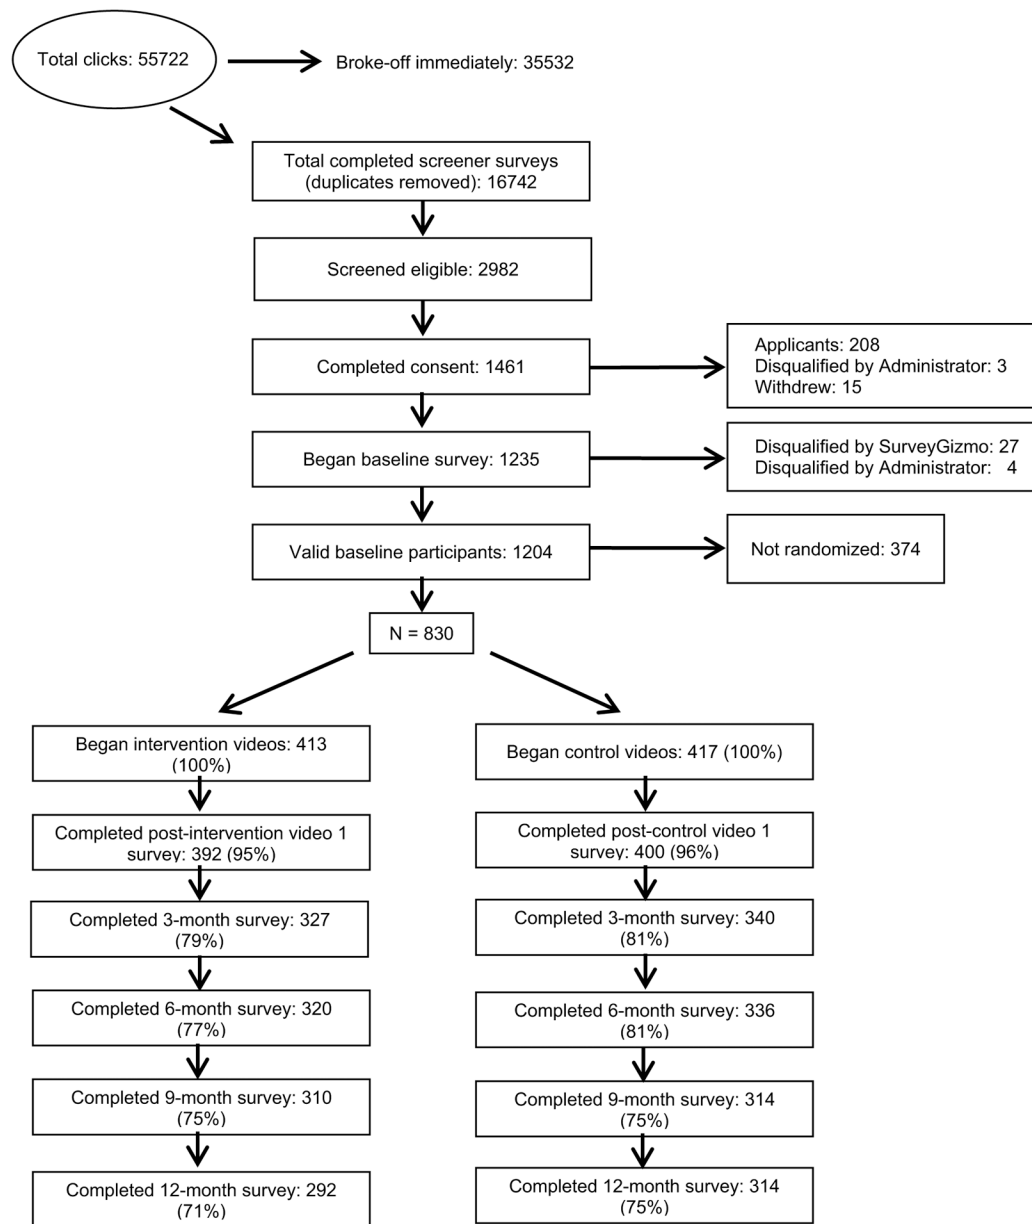 Total clicks: 55722
Broke-off immediately: 35532
Total completed screener surveys
(duplicates removed): 16742
Screened eligible: 2982
Completed consent: 1461
Applicants: 208
Disqualified by Administrator: 3
Withdrew: 15
Began baseline survey: 1235
Disqualified by SurveyGizmo: 27
Disqualified by Administrator: 4
Valid baseline participants: 1204
Not randomized: 374
N = 830
Began intervention videos: 413
(100%)
Completed post-intervention video 1
survey: 392 (95%)
Completed 3-month survey: 327
(79%)
Completed 6-month survey: 320
(77%)
Completed 9-month survey: 310
(75%)
Completed 12-month survey: 292
(71%)
Began control videos: 417 (100%)
Completed post-control video 1
survey: 400 (96%)
Completed 3-month survey: 340
(81%)
Completed 6-month survey: 336
(81%)
Completed 9-month survey: 314
(75%)
Completed 12-month survey: 314
(75%)